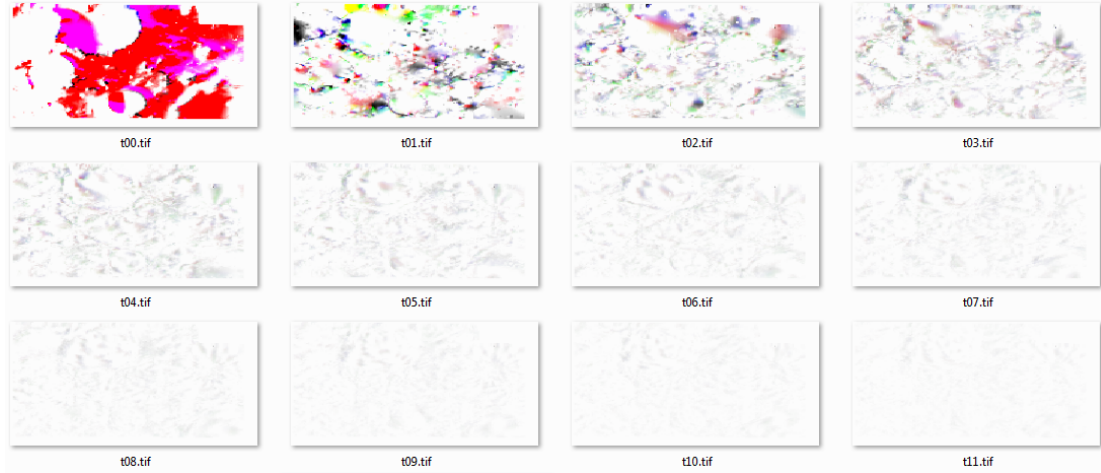 t00.tif
t01.tif
t02.tif
t03.tif
t04.tif
t05.tif
t06.tif
t07.tif
t08.tif
t09.tif
t10.tif
t11.tif